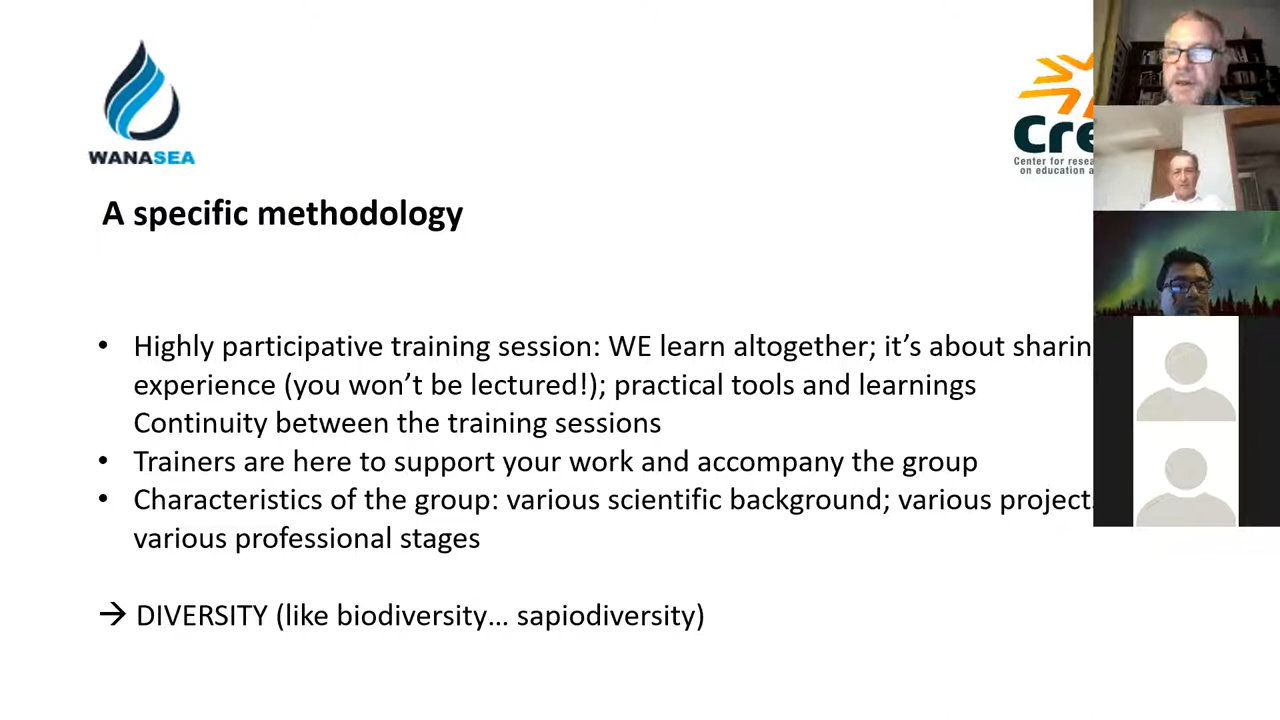 WANASEA
Cre
Center for resea
on education a
A specific methodology
• Highly participative training session: WE learn altogether; it’s about sharin
experience (you won’t be lectured!); practical tools and learnings
Continuity between the training sessions
• Trainers are here to support your work and accompany the group
• Characteristics of the group: various scientific background; various project
various professional stages
→ DIVERSITY (like biodiversity... sapiodiversity)